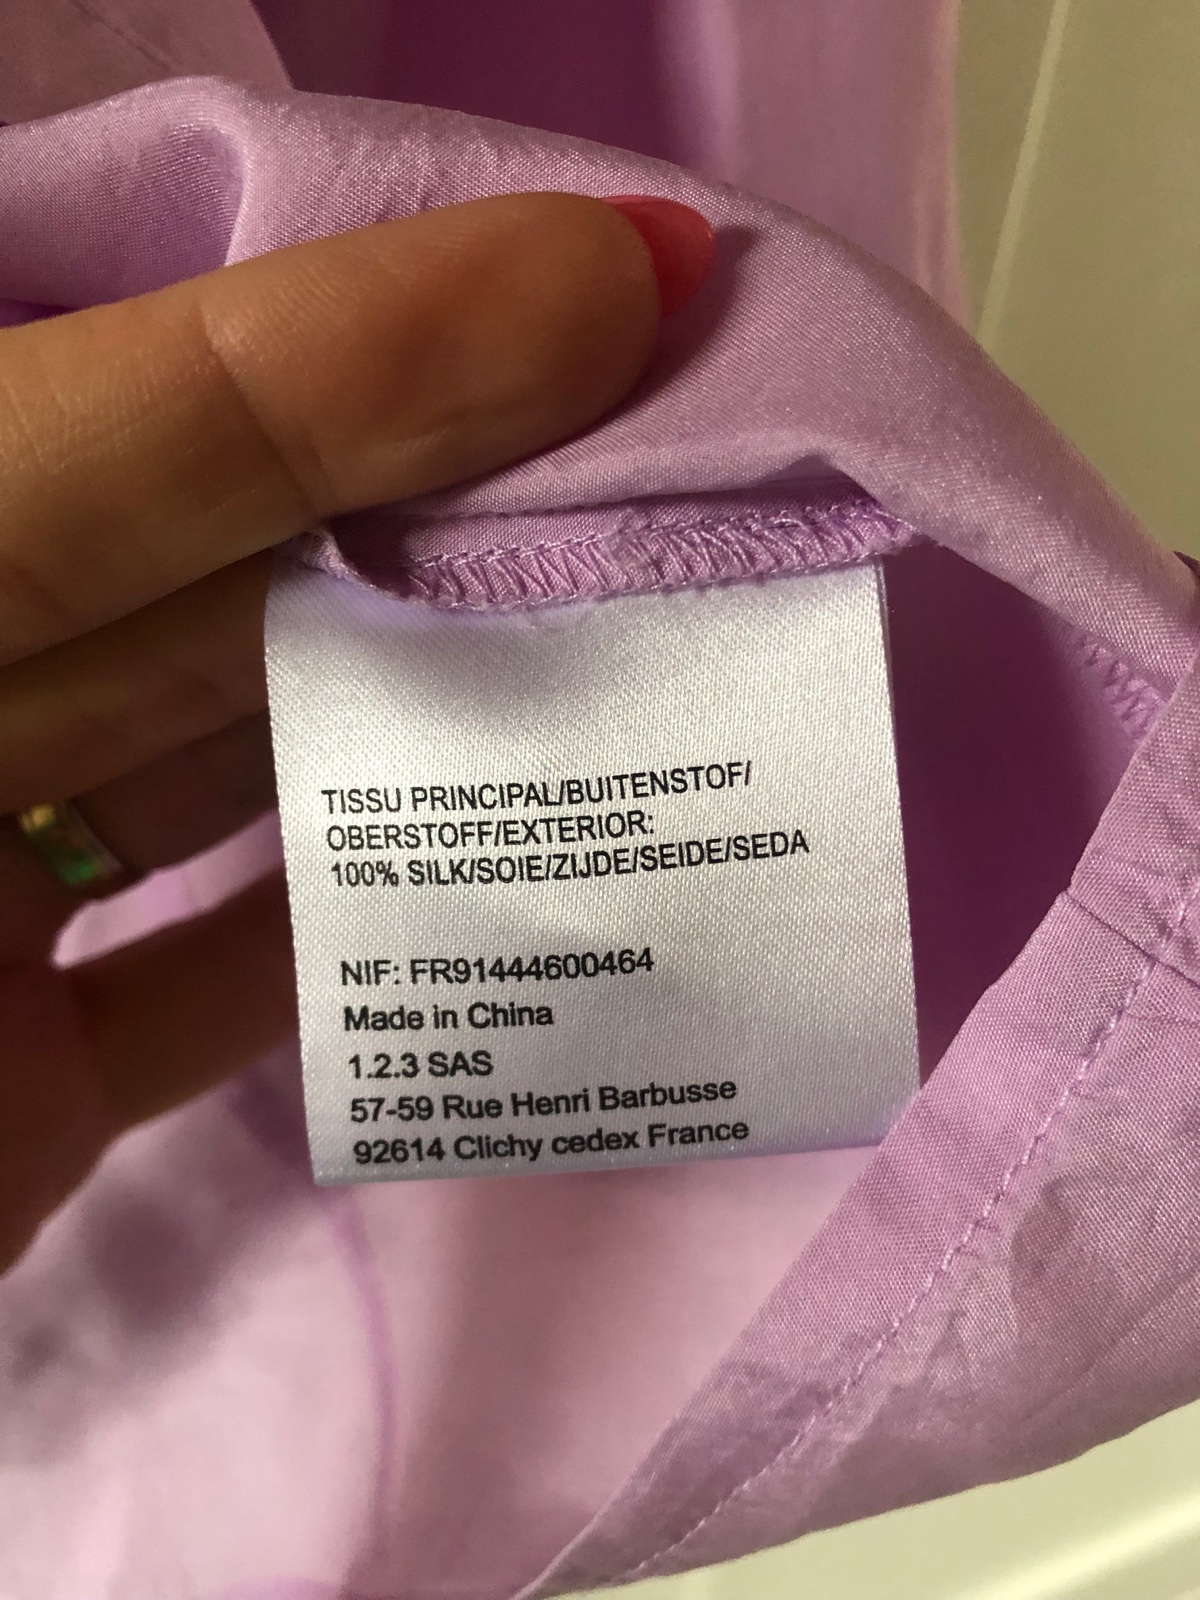 TISSU PRINCIPAL/BUITENSTOF/
OBERSTOFF/EXTERIOR:
100% SILK/SOIE/ZIJDE/SEIDE/SEDA
NIF: FR91444600464
Made in China
1.2.3 SAS
57-59 Rue Henri Barbusse
92614 Clichy cedex France